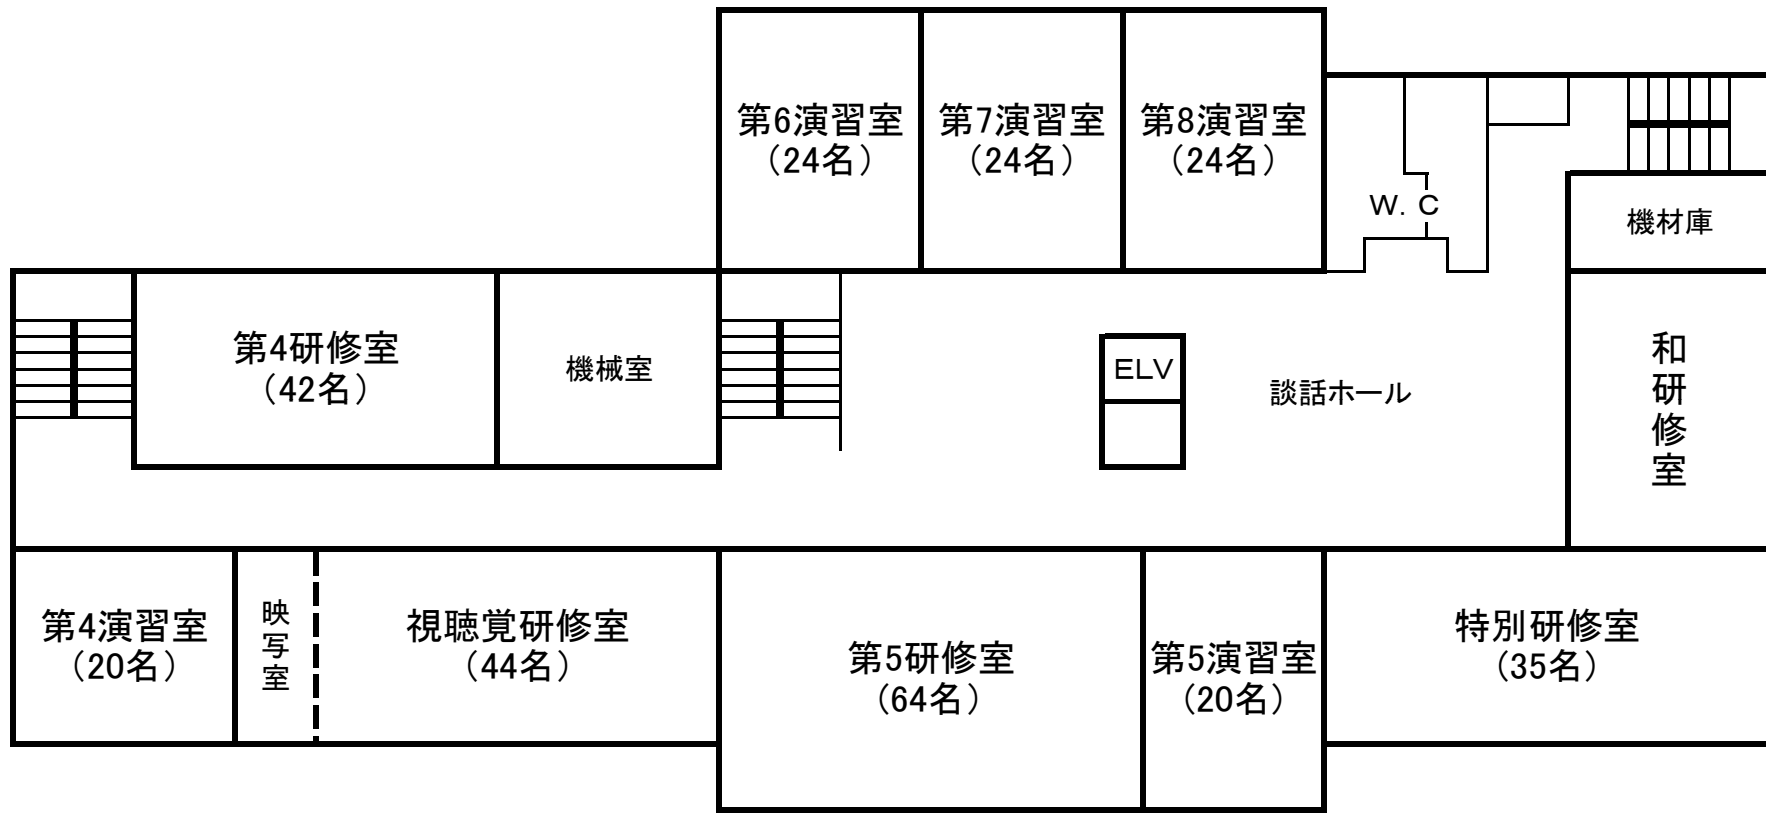 第6演習室
（24名）
第7演習室
（24名）
第8演習室
（24名）
W. C
機材庫
第4研修室
（42名）
機械室
ELV
談話ホール
和研修室
第4演習室
（20名）
映写室
視聴覚研修室
（44名）
第5研修室
（64名）
第5演習室
（20名）
特別研修室
（35名）